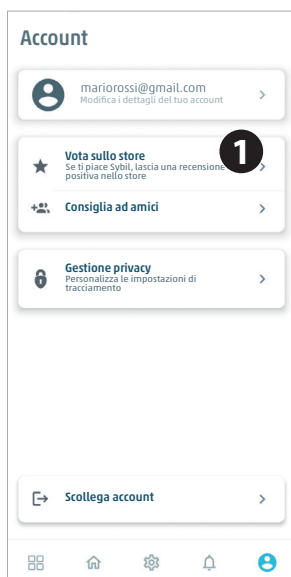 Account
mariorossi@gmail.com
Modifica i dettagli del tuo account
1
Vota sullo store
Se ti piace Sybil, lascia una recensione
positiva nello store
Consiglia ad amici
Gestione privacy
Personalizza le impostazioni di
tracciamento
Scollega account